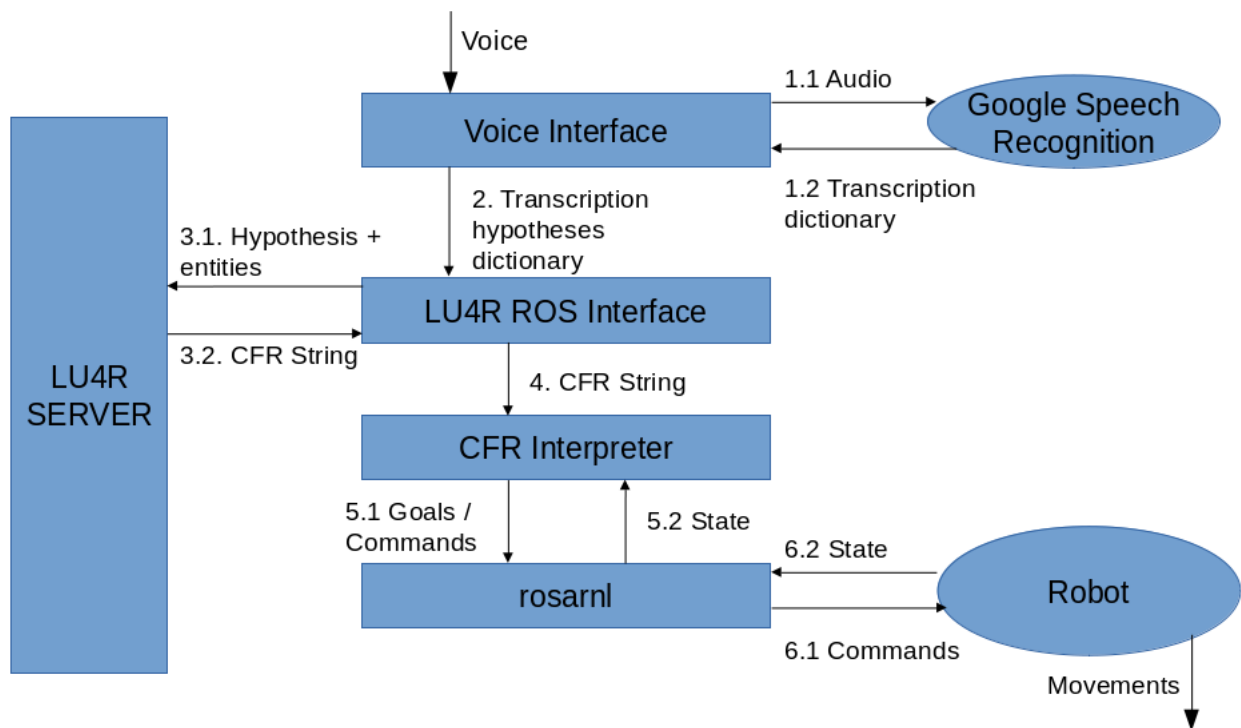 Voice
Voice Interface
1.1 Audio
Google Speech
Recognition
1.2 Transcription
dictionary
2. Transcription
hypotheses
dictionary
3.1. Hypothesis +
entities
LU4R ROS Interface
3.2. CFR String
LU4R
SERVER
4. CFR String
CFR Interpreter
5.1 Goals /
Commands
5.2 State
6.2 State
rosarnl
Robot
6.1 Commands
Movements